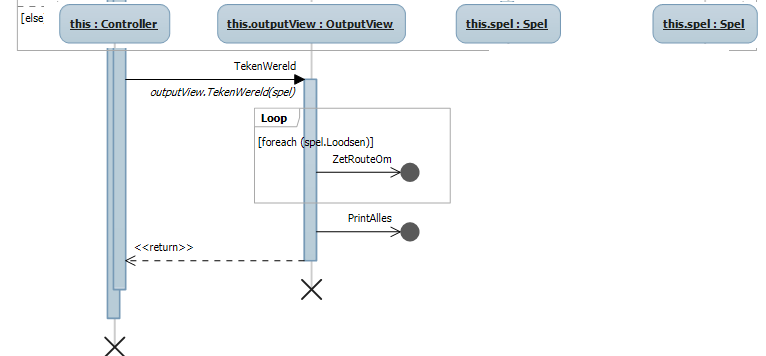 [else
this : Controller
this.outputView : OutputView
this.spel : Spel
this.spel : Spel
TekenWereld
outputView.TekenWereld(spel)
Loop
[foreach (spel.Loodsen)]
ZetRouteOm
PrintAlles
<<return>>